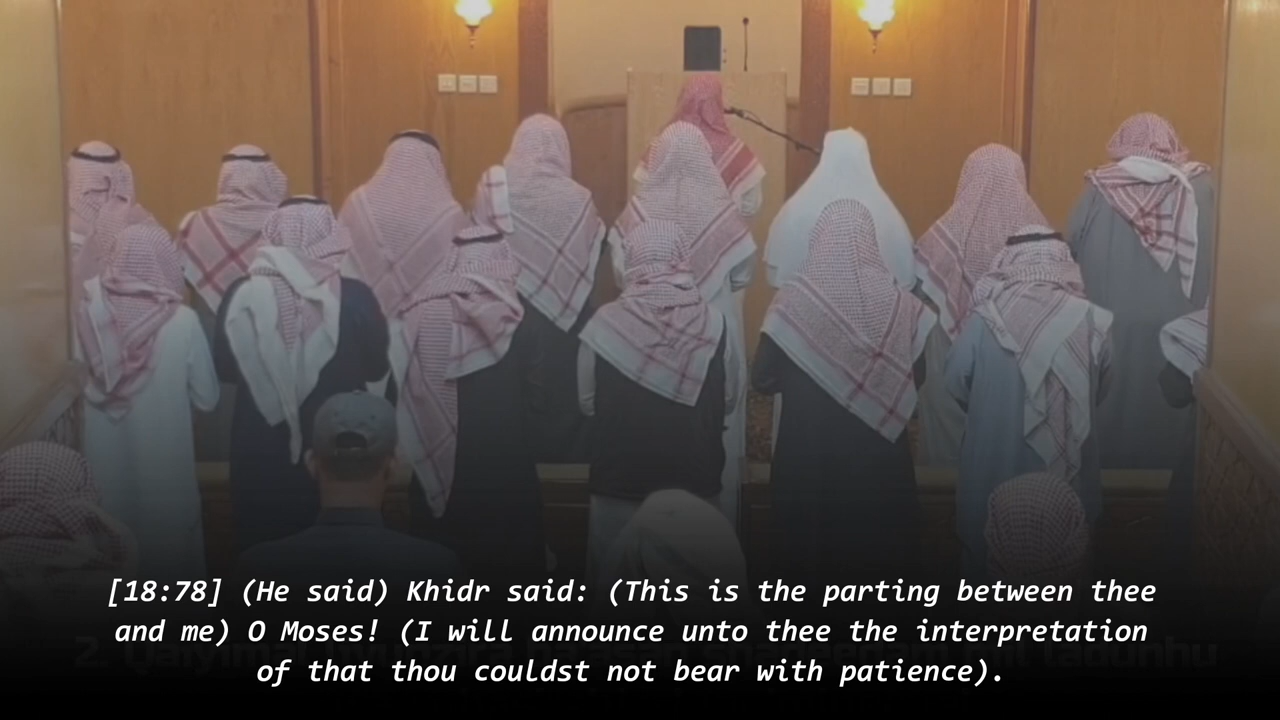 [18:78] (He said) Khidr said: (This is the parting between thee
and me) O Moses! (I will announce unto thee the interpretation
of that thou couldst not bear with patience).